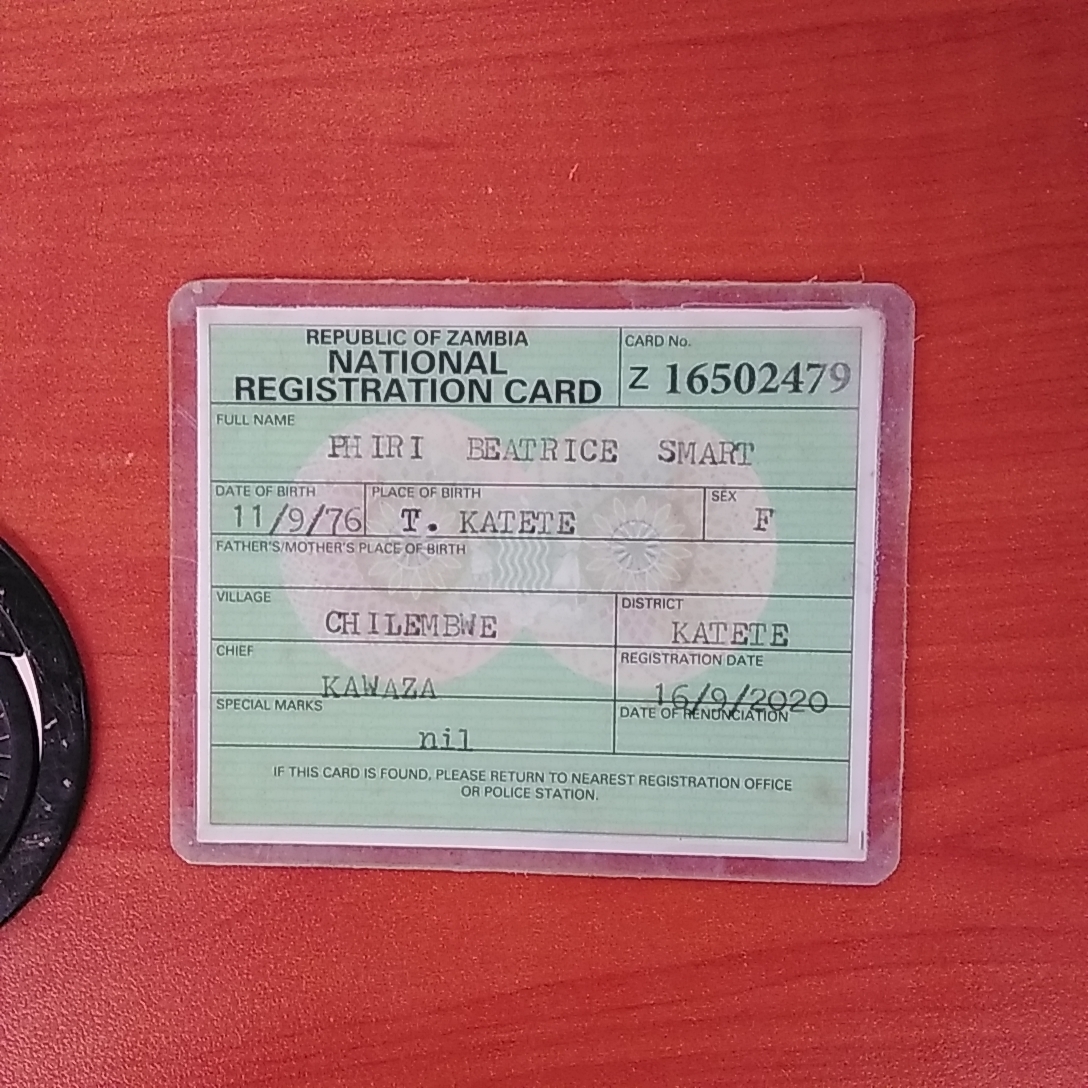 REPUBLIC OF ZAMBIA
NATIONAL
REGISTRATION CARD
CARD No.
Z 16502479
FULL NAME
PHIRI BEATRICE SMART
DATE OF BIRTH
11/9/76
PLACE OF BIRTH
T. KATETE
SEX
F
FATHER'S/MOTHER'S PLACE OF BIRTH
VILLAGE
CHILEMBWE
DISTRICT
KATETE
CHIEF
KAWAZA
REGISTRATION DATE
16/9/2020
SPECIAL MARKS
nil
DATE OF RENUNCIATION
IF THIS CARD IS FOUND, PLEASE RETURN TO NEAREST REGISTRATION OFFICE
OR POLICE STATION.